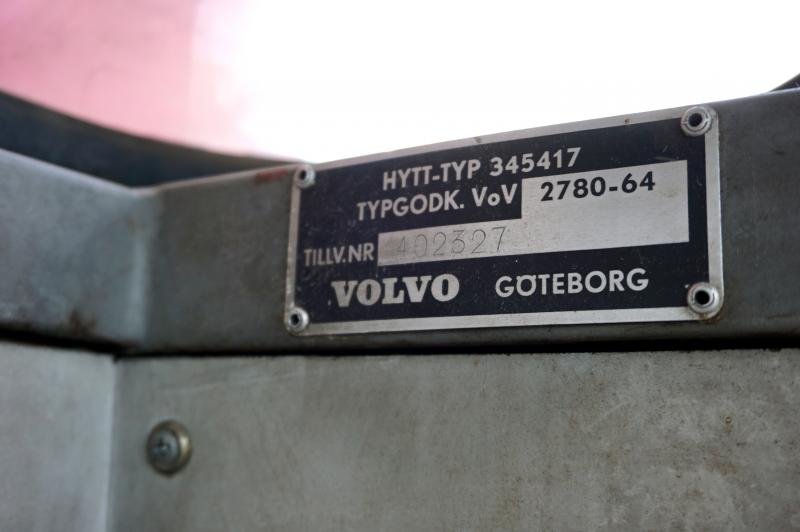 HYTT-TYP 345417
TYPGODK. VoV 2780-64
TILLV.NR 402327
VOLVO GÖTEBORG